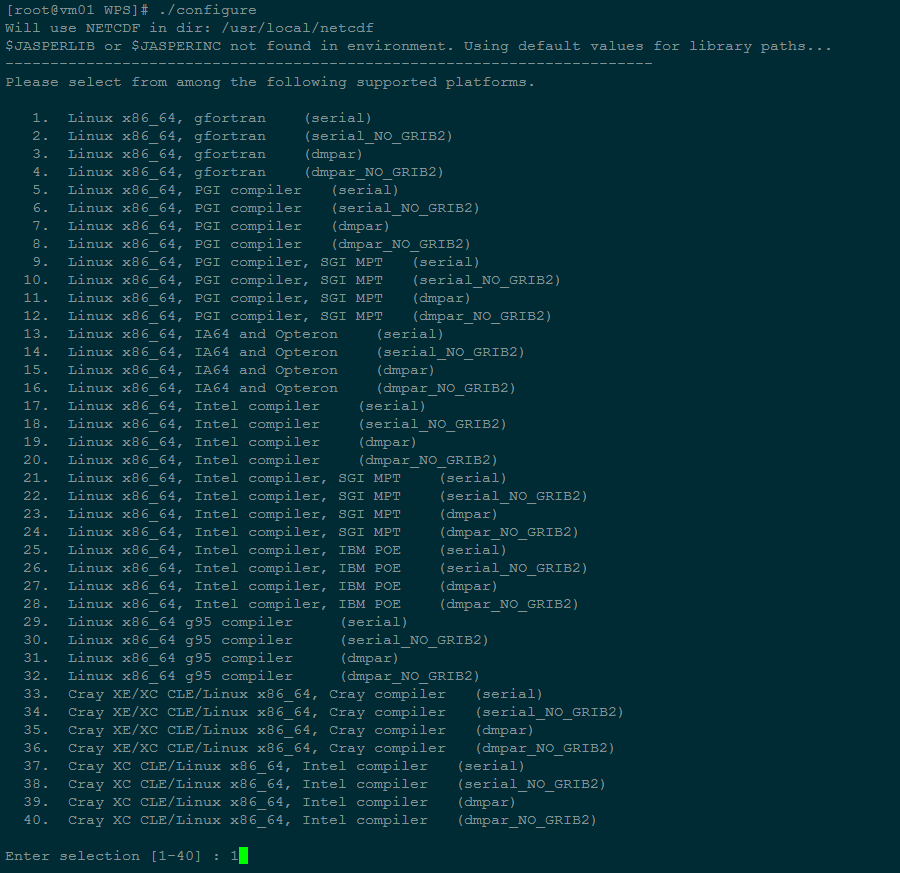 [root@vm01 WPS]# ./configure
Will use NETCDF in dir: /usr/local/netcdf
$JASPERLIB or $JASPERINC not found in environment. Using default values for library paths...
------------------------------------------------------------------------
Please select from among the following supported platforms.

   1.  Linux x86_64, gfortran    (serial)
   2.  Linux x86_64, gfortran    (serial_NO_GRIB2)
   3.  Linux x86_64, gfortran    (dmpar)
   4.  Linux x86_64, gfortran    (dmpar_NO_GRIB2)
   5.  Linux x86_64, PGI compiler   (serial)
   6.  Linux x86_64, PGI compiler   (serial_NO_GRIB2)
   7.  Linux x86_64, PGI compiler   (dmpar)
   8.  Linux x86_64, PGI compiler   (dmpar_NO_GRIB2)
   9.  Linux x86_64, PGI compiler, SGI MPT   (serial)
  10.  Linux x86_64, PGI compiler, SGI MPT   (serial_NO_GRIB2)
  11.  Linux x86_64, PGI compiler, SGI MPT   (dmpar)
  12.  Linux x86_64, PGI compiler, SGI MPT   (dmpar_NO_GRIB2)
  13.  Linux x86_64, IA64 and Opteron    (serial)
  14.  Linux x86_64, IA64 and Opteron    (serial_NO_GRIB2)
  15.  Linux x86_64, IA64 and Opteron    (dmpar)
  16.  Linux x86_64, IA64 and Opteron    (dmpar_NO_GRIB2)
  17.  Linux x86_64, Intel compiler    (serial)
  18.  Linux x86_64, Intel compiler    (serial_NO_GRIB2)
  19.  Linux x86_64, Intel compiler    (dmpar)
  20.  Linux x86_64, Intel compiler    (dmpar_NO_GRIB2)
  21.  Linux x86_64, Intel compiler, SGI MPT    (serial)
  22.  Linux x86_64, Intel compiler, SGI MPT    (serial_NO_GRIB2)
  23.  Linux x86_64, Intel compiler, SGI MPT    (dmpar)
  24.  Linux x86_64, Intel compiler, SGI MPT    (dmpar_NO_GRIB2)
  25.  Linux x86_64, Intel compiler, IBM POE    (serial)
  26.  Linux x86_64, Intel compiler, IBM POE    (serial_NO_GRIB2)
  27.  Linux x86_64, Intel compiler, IBM POE    (dmpar)
  28.  Linux x86_64, Intel compiler, IBM POE    (dmpar_NO_GRIB2)
  29.  Linux x86_64 g95 compiler     (serial)
  30.  Linux x86_64 g95 compiler     (serial_NO_GRIB2)
  31.  Linux x86_64 g95 compiler     (dmpar)
  32.  Linux x86_64 g95 compiler     (dmpar_NO_GRIB2)
  33.  Cray XE/XC CLE/Linux x86_64, Cray compiler   (serial)
  34.  Cray XE/XC CLE/Linux x86_64, Cray compiler   (serial_NO_GRIB2)
  35.  Cray XE/XC CLE/Linux x86_64, Cray compiler   (dmpar)
  36.  Cray XE/XC CLE/Linux x86_64, Cray compiler   (dmpar_NO_GRIB2)
  37.  Cray XC CLE/Linux x86_64, Intel compiler   (serial)
  38.  Cray XC CLE/Linux x86_64, Intel compiler   (serial_NO_GRIB2)
  39.  Cray XC CLE/Linux x86_64, Intel compiler   (dmpar)
  40.  Cray XC CLE/Linux x86_64, Intel compiler   (dmpar_NO_GRIB2)

Enter selection [1-40] : 1